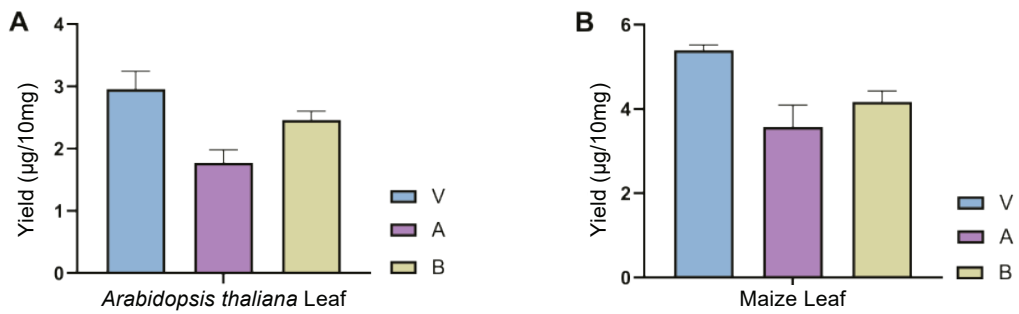 A
Yield (µg/10mg)
4
3
2
1
0
Arabidopsis thaliana Leaf
V
A
B
B
Yield (µg/10mg)
6
4
2
0
Maize Leaf
V
A
B